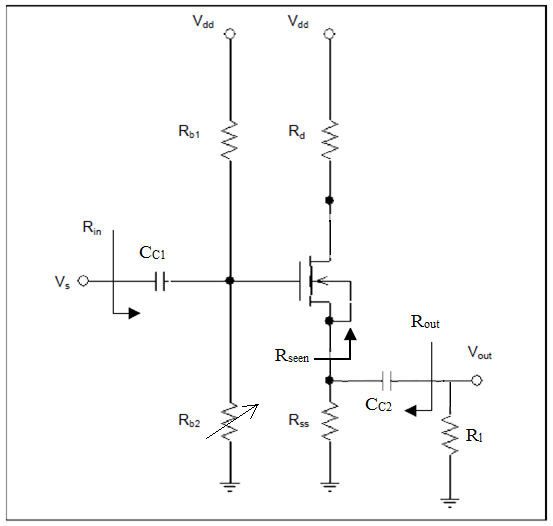 Vdd
Vdd
Rb1
Rd
Rin
CC1
Vs
Rout
Rseen
Vout
CC2
Rb2
Rss
Rl